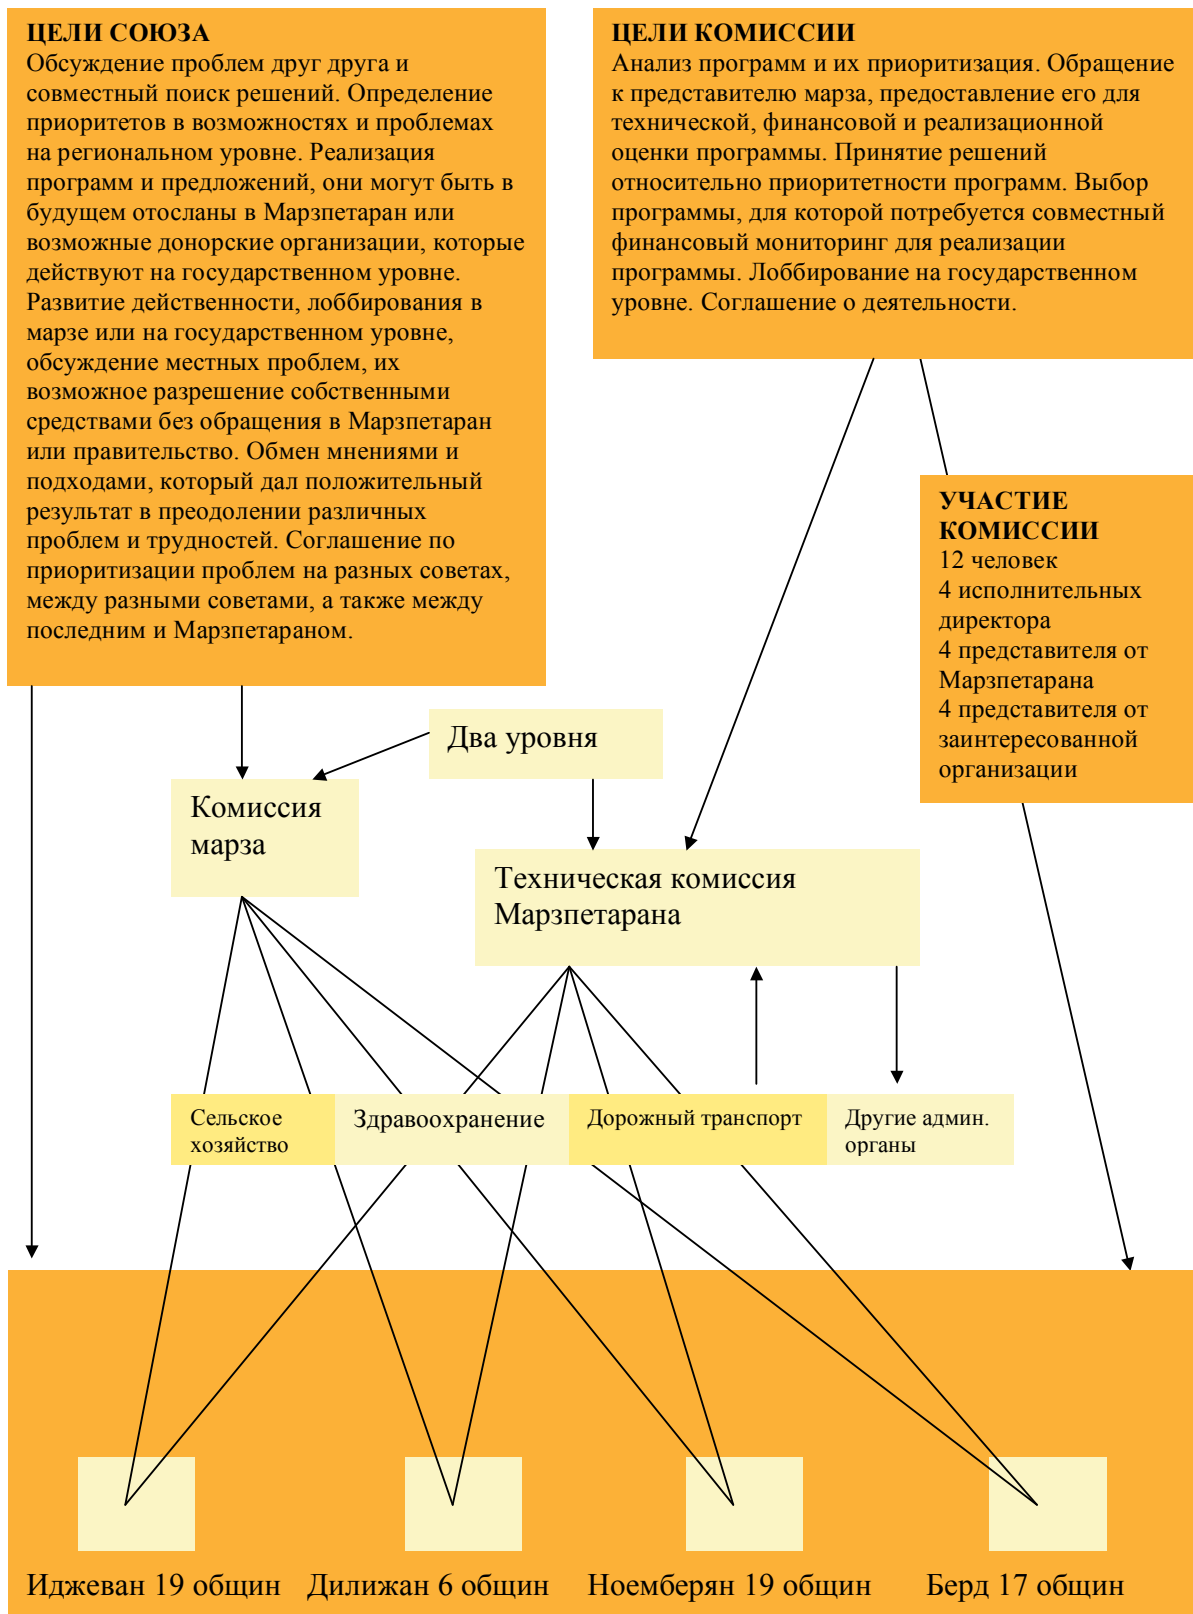 ЦЕЛИ СОЮЗА
Обсуждение проблем друг друга и
совместный поиск решений. Определение
приоритетов в возможностях и проблемах
на региональном уровне. Реализация
программ и предложений, они могут быть в
будущем отосланы в Марзпетаран или
возможные донорские организации, которые
действуют на государственном уровне.
Развитие действенности, лоббирования в
марзе или на государственном уровне,
обсуждение местных проблем, их
возможное разрешение собственными
средствами без обращения в Марзпетаран
или правительство. Обмен мнениями и
подходами, который дал положительный
результат в преодолении различных
проблем и трудностей. Соглашение по
приоритизации проблем на разных советах,
между разными советами, а также между
последним и Марзпетараном.
ЦЕЛИ КОМИССИИ
Анализ программ и их приоритизация. Обращение
к представителю марза, предоставление его для
технической, финансовой и реализационной
оценки программы. Принятие решений
относительно приоритетности программ. Выбор
программы, для которой потребуется совместный
финансовый мониторинг для реализации
программы. Лоббирование на государственном
уровне. Соглашение о деятельности.
УЧАСТИЕ
КОМИССИИ
12 человек
4 исполнительных
директора
4 представителя от
Марзпетарана
4 представителя от
заинтересованной
организации
Два уровня
Комиссия
марза
Техническая комиссия
Марзпетарана
Сельское
хозяйство
Здравоохранение
Дорожный транспорт
Другие админ.
органы
Иджеван 19 общин
Дилижан 6 общин
Ноемберян 19 общин
Берд 17 общин